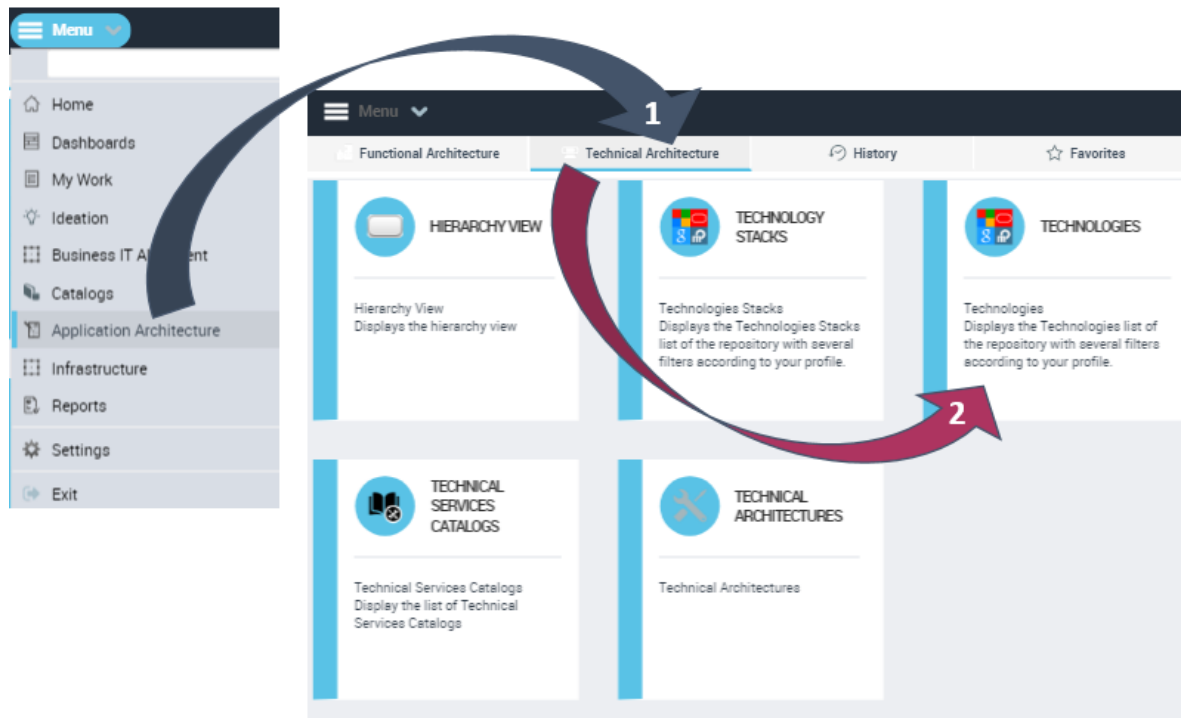 Menu
Home
Dashboards
My Work
Ideation
Business IT A ent
Catalogs
Application Architecture
Infrastructure
Reports
Settings
Exit
1
Menu
Functional Architecture
Technical Architecture
History
Favorites
HIERARCHY VIEW
Hierarchy View
Displays the hierarchy view
TECHNOLOGY
STACKS
Technologies Stacks
Displays the Technologies Stacks
list of the repository with several
filters according to your profile.
TECHNOLOGIES
Technologies
Displays the Technologies list of
the repository with several filters
according to your profile.
2
TECHNICAL
SERVICES
CATALOGS
Technical Services Catalogs
Display the list of Technical
Services Catalogs
TECHNICAL
ARCHITECTURES
Technical Architectures